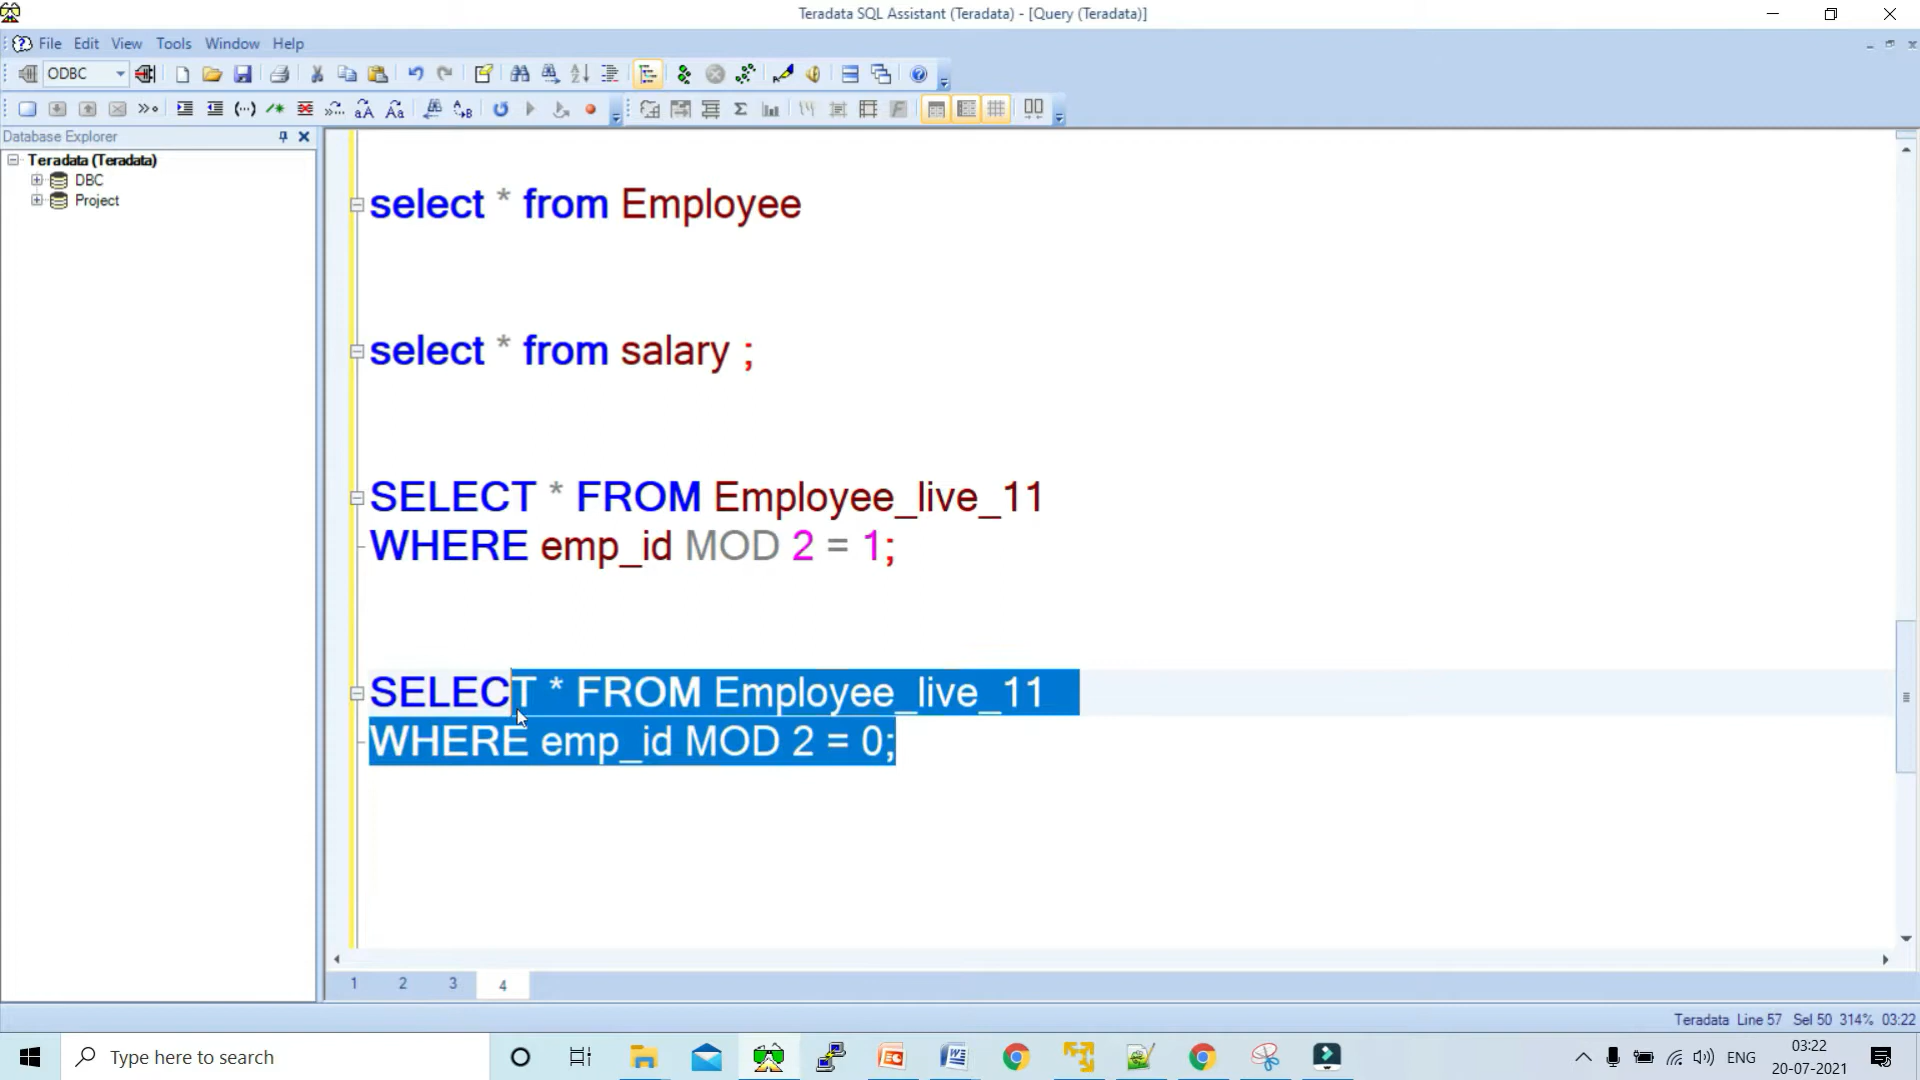 Teradata SQL Assistant (Teradata) - [Query (Teradata)]
File Edit View Tools Window Help
ODBC
Database Explorer
Teradata (Teradata)
DBC
Project
select * from Employee
select * from salary ;
SELECT * FROM Employee_live_11
WHERE emp_id MOD 2 = 1;
SELECT * FROM Employee_live_11
WHERE emp_id MOD 2 = 0;
1 2 3 4
Teradata Line 57 Sel 50 314% 03:22
Type here to search
ENG
03:22
20-07-2021